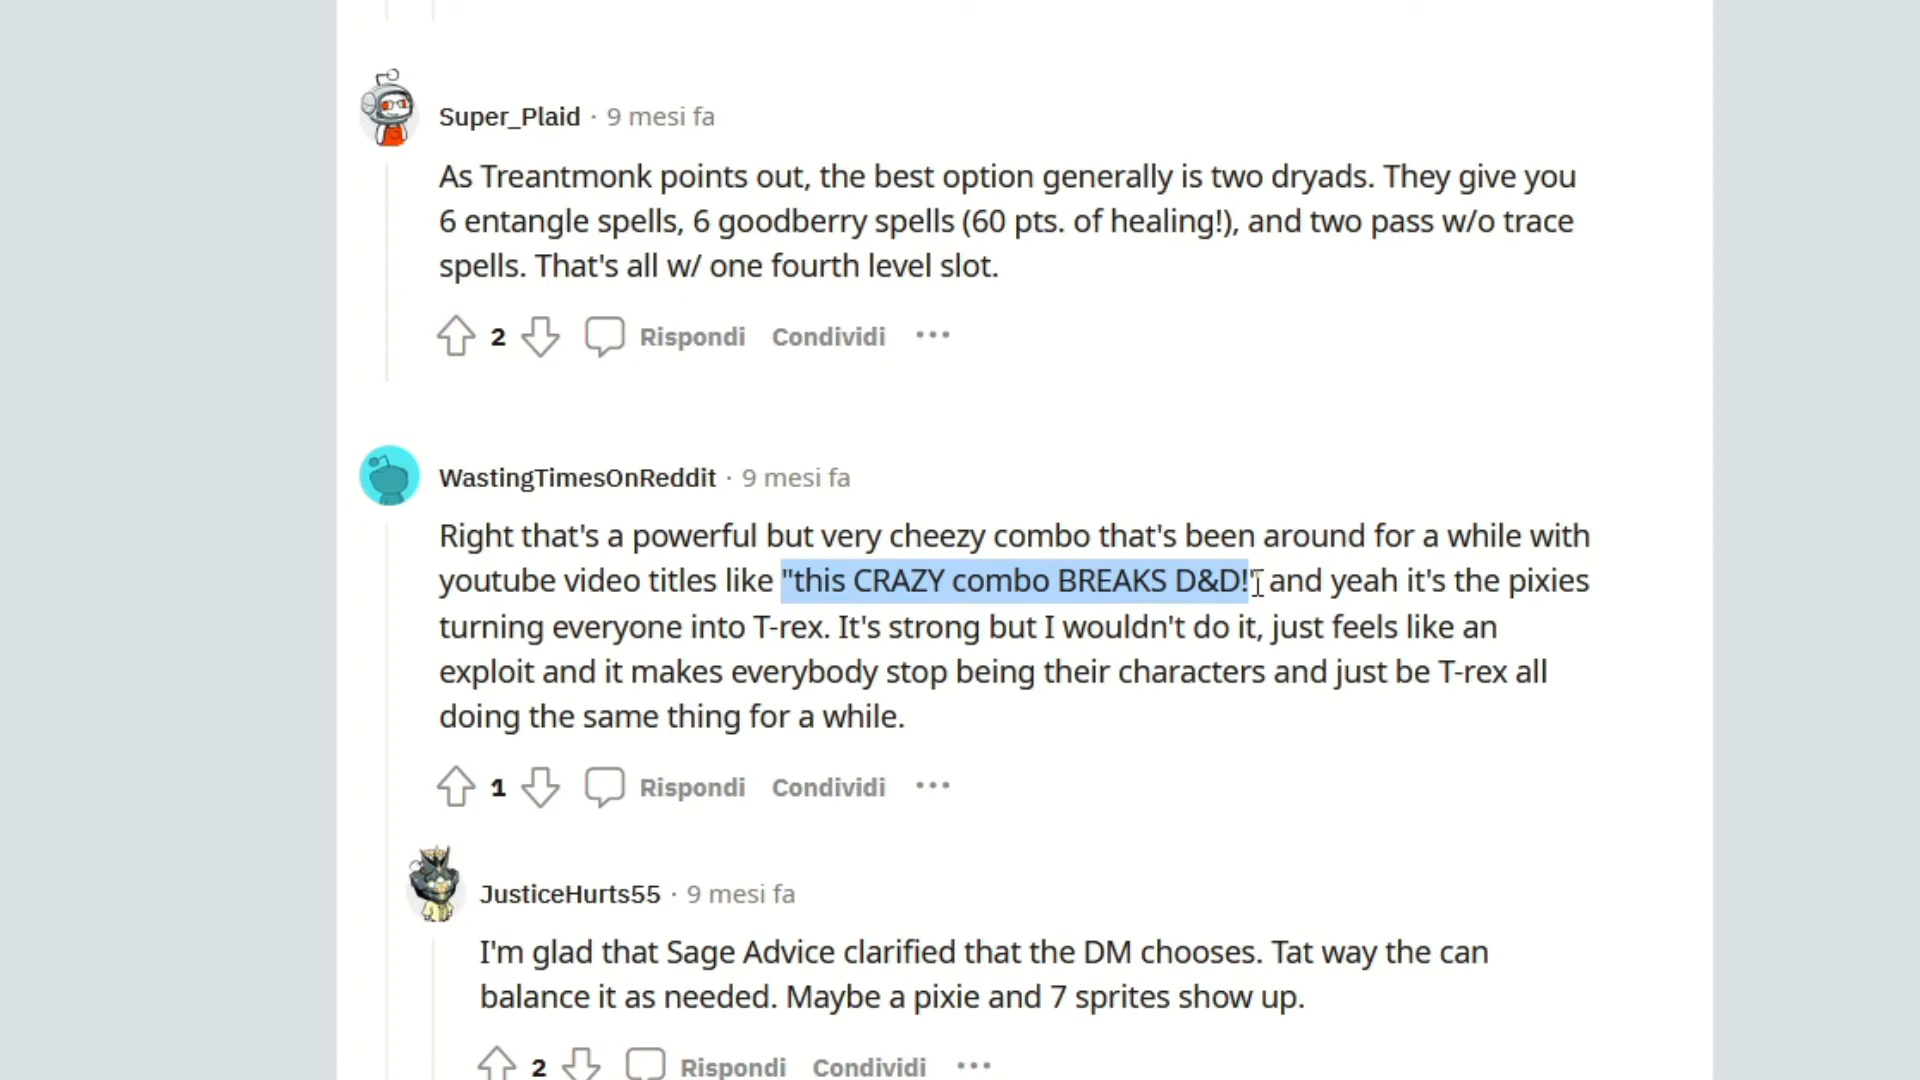 Super_Plaid · 9 mesi fa
As Treantmonk points out, the best option generally is two dryads. They give you
6 entangle spells, 6 goodberry spells (60 pts. of healing!), and two pass w/o trace
spells. That's all w/ one fourth level slot.
2 Rispondi Condividi ···
WastingTimesOnReddit · 9 mesi fa
Right that's a powerful but very cheezy combo that's been around for a while with
youtube video titles like "this CRAZY combo BREAKS D&D!", and yeah it's the pixies
turning everyone into T-rex. It's strong but I wouldn't do it, just feels like an
exploit and it makes everybody stop being their characters and just be T-rex all
doing the same thing for a while.
1 Rispondi Condividi ···
JusticeHurts55 · 9 mesi fa
I'm glad that Sage Advice clarified that the DM chooses. Tat way the can
balance it as needed. Maybe a pixie and 7 sprites show up.
2 Rispondi Condividi ···